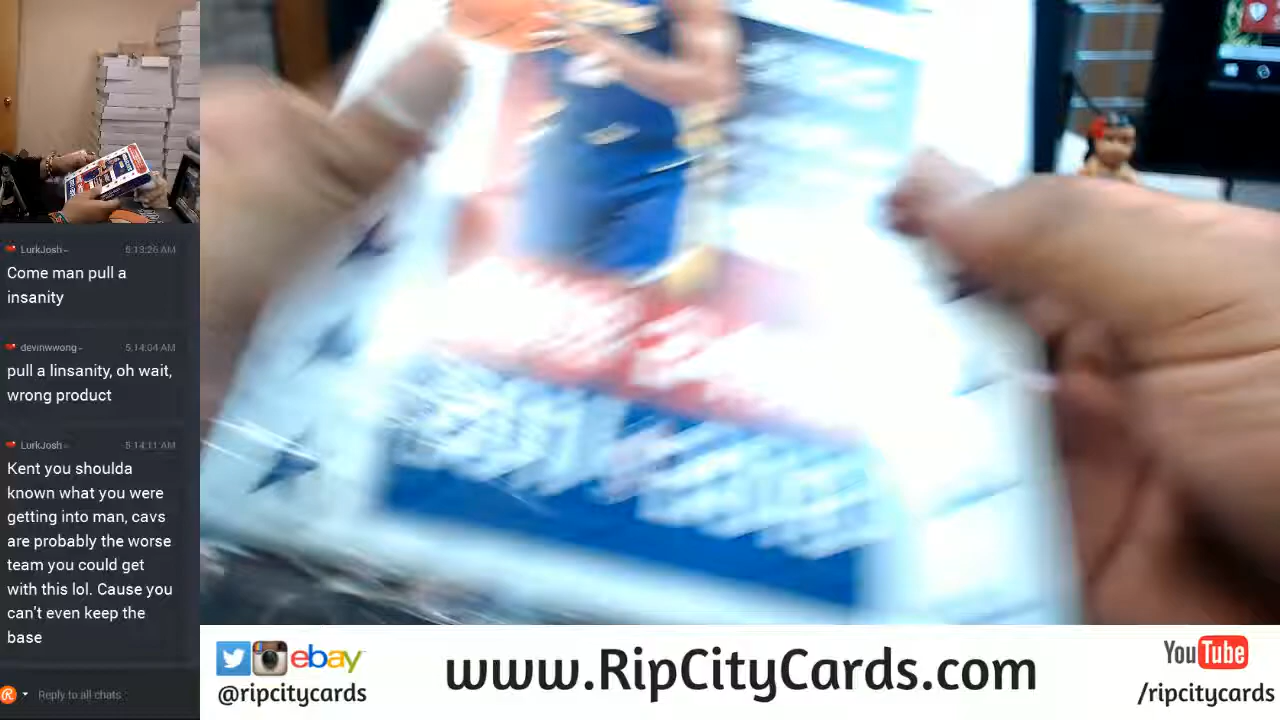 LurkJosh
5:13:26 AM
Come man pull a
insanity
devinwwong
5:14:04 AM
pull a linsanity, oh wait,
wrong product
LurkJosh
5:14:11 AM
Kent you shoulda
known what you were
getting into man, cavs
are probably the worse
team you could get
with this lol. Cause you
can't even keep the
base
Reply to all chats
ebay
@ripcitycards
www.RipCityCards.com
YouTube
/ripcitycards